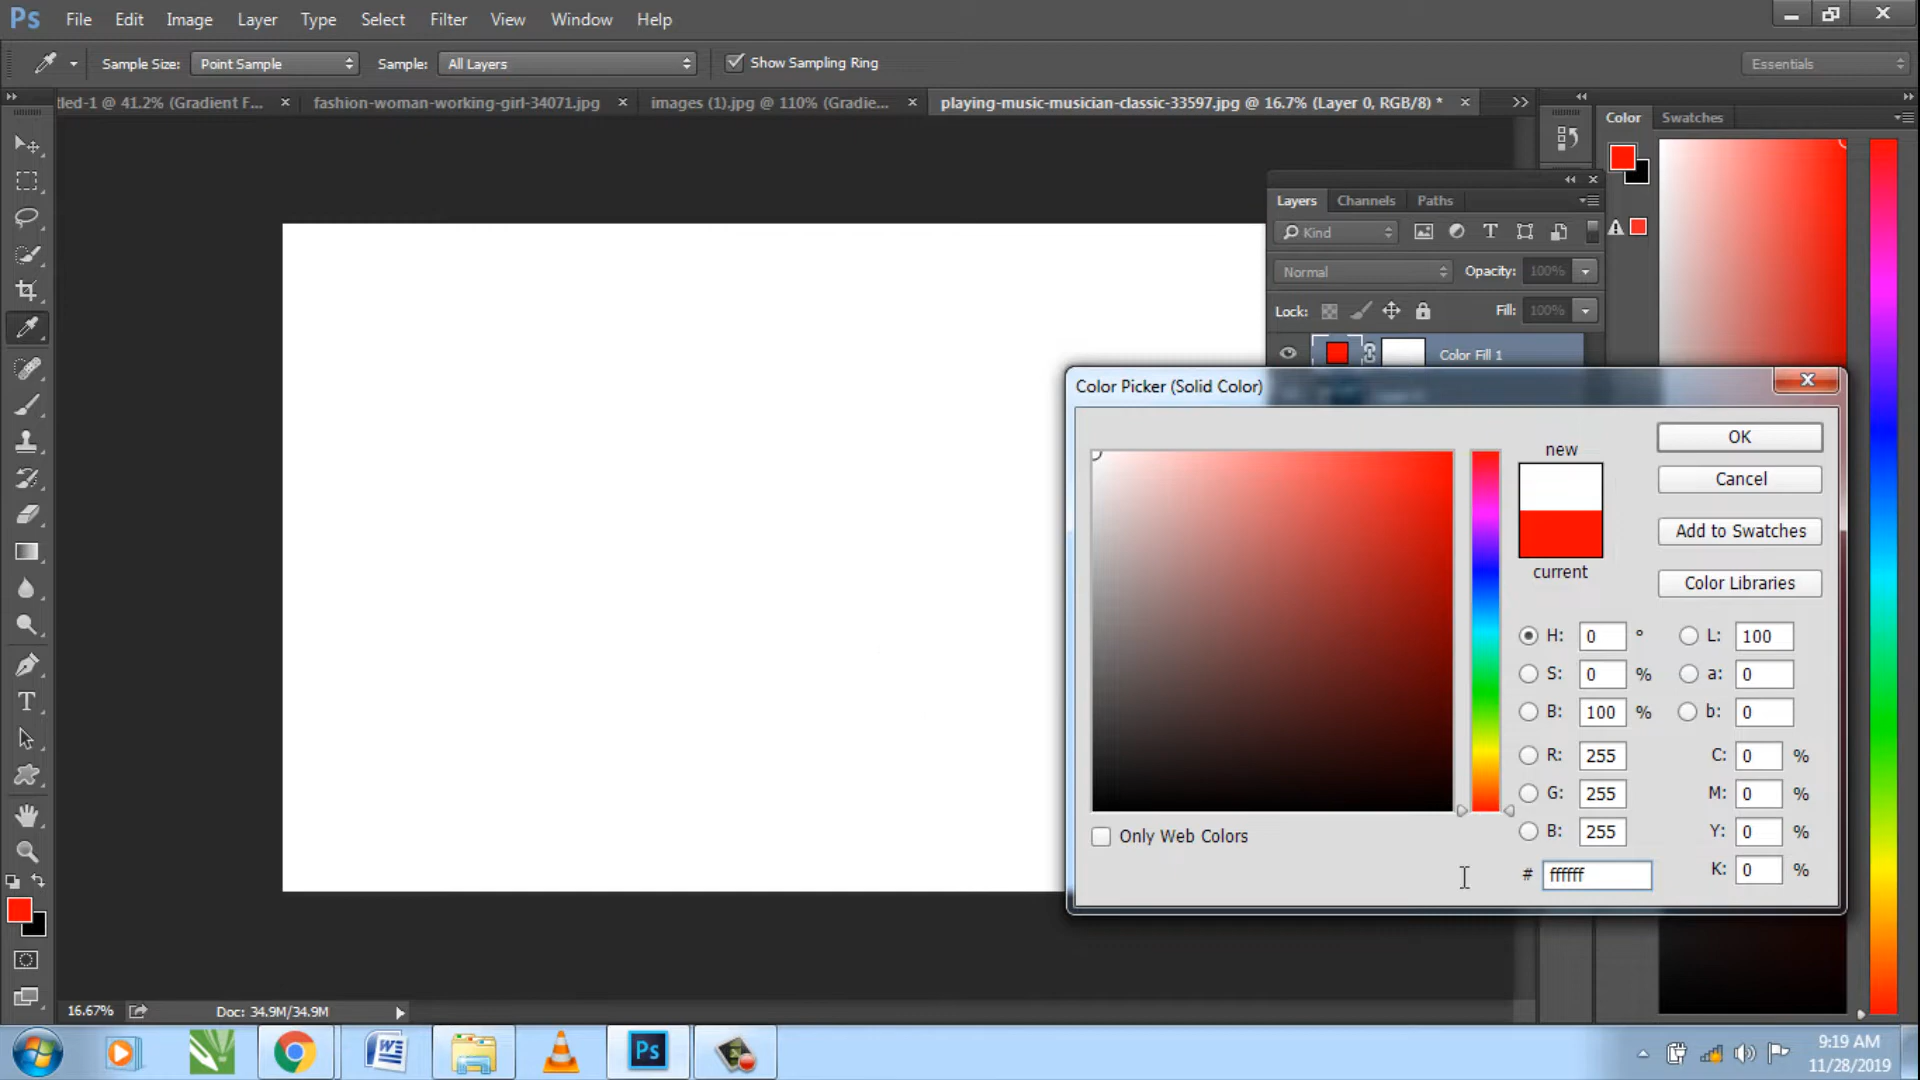 Ps File Edit Image Layer Type Select Filter View Window Help
Sample Size: Point Sample Sample: All Layers Show Sampling Ring Essentials
tled-1 @ 41.2% (Gradient F... fashion-woman-working-girl-34071.jpg images (1).jpg @ 110% (Gradie... playing-music-musician-classic-33597.jpg @ 16.7% (Layer 0, RGB/8) *
Color Swatches
Layers Channels Paths
Kind
Normal Opacity: 100%
Lock: Fill: 100%
Color Fill 1
Color Picker (Solid Color)
new
current
OK
Cancel
Add to Swatches
Color Libraries
H: 0 ° L: 100
S: 0 % a: 0
B: 100 % b: 0
R: 255 C: 0 %
G: 255 M: 0 %
B: 255 Y: 0 %
# ffffff K: 0 %
Only Web Colors
16.67% Doc: 34.9M/34.9M
Ps
9:19 AM
11/28/2019